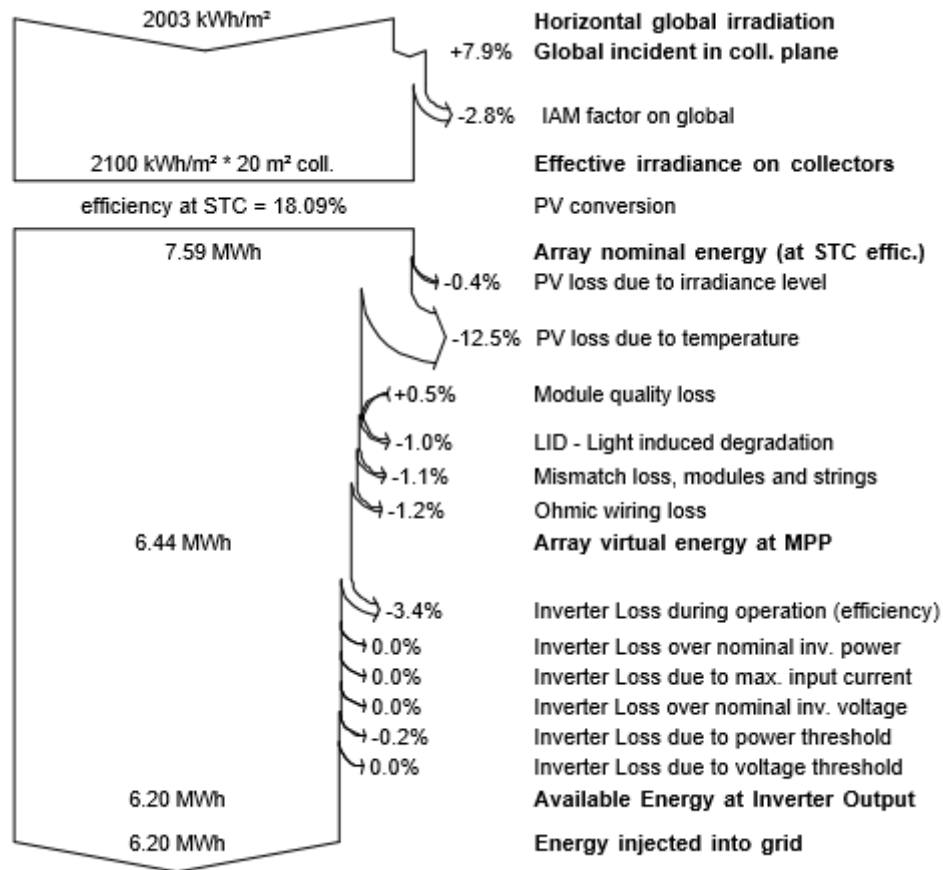 2003 kWh/m² Horizontal global irradiation
+7.9% Global incident in coll. plane
-2.8% IAM factor on global
2100 kWh/m² * 20 m² coll. Effective irradiance on collectors
efficiency at STC = 18.09% PV conversion
7.59 MWh Array nominal energy (at STC effic.)
-0.4% PV loss due to irradiance level
-12.5% PV loss due to temperature
+0.5% Module quality loss
-1.0% LID - Light induced degradation
-1.1% Mismatch loss, modules and strings
-1.2% Ohmic wiring loss
6.44 MWh Array virtual energy at MPP
-3.4% Inverter Loss during operation (efficiency)
0.0% Inverter Loss over nominal inv. power
0.0% Inverter Loss due to max. input current
0.0% Inverter Loss over nominal inv. voltage
-0.2% Inverter Loss due to power threshold
0.0% Inverter Loss due to voltage threshold
6.20 MWh Available Energy at Inverter Output
6.20 MWh Energy injected into grid